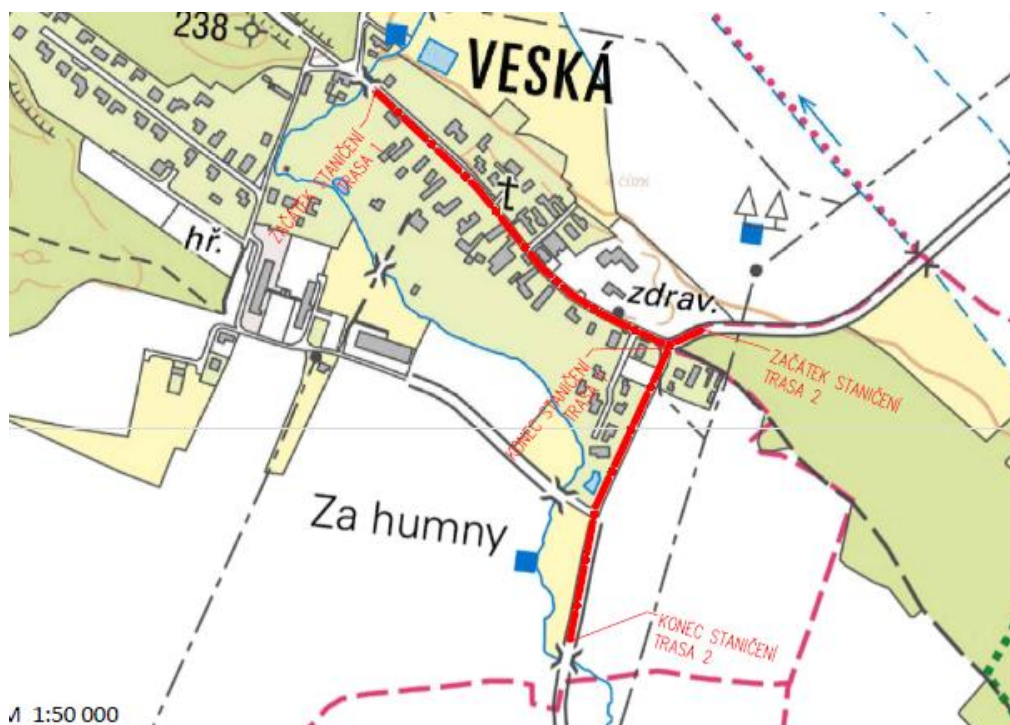 238
VESKÁ
ZAČÁTEK STANIČENÍ
TRASA 1
t
hř.
zdrav.
ZAČÁTEK STANIČENÍ
TRASA 2
KONEC STANIČENÍ
TRASA
Za humny
KONEC STANIČENÍ
TRASA 2
M 1:50 000